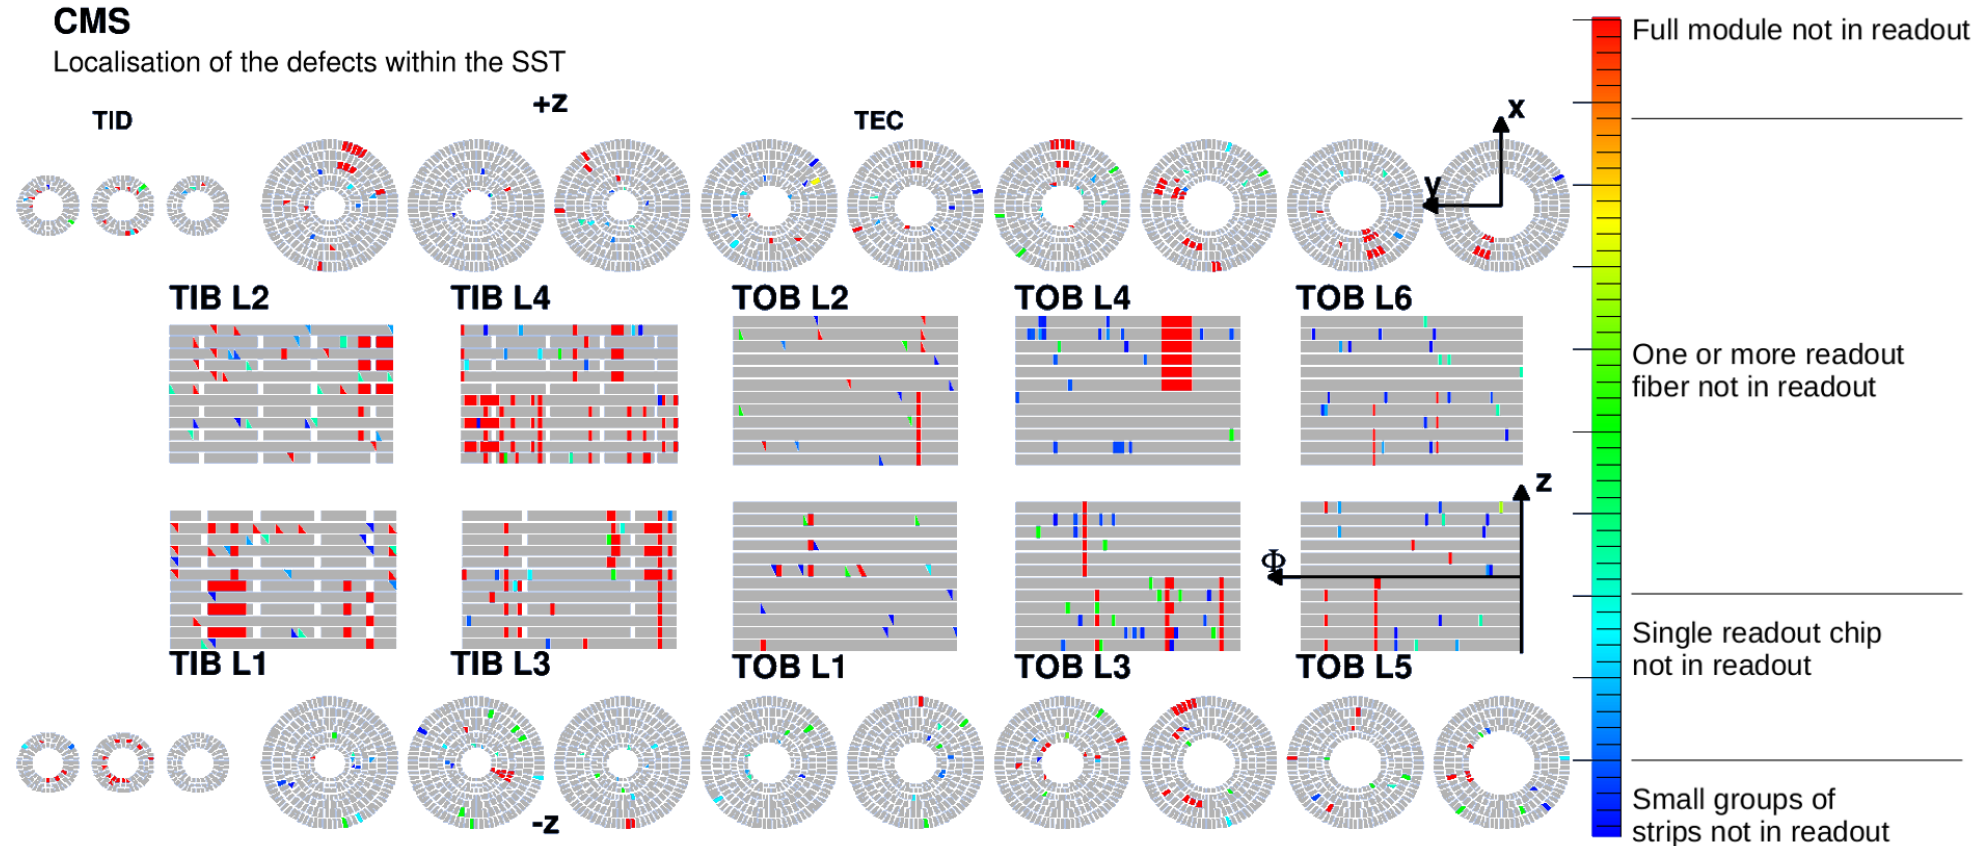 CMS
Localisation of the defects within the SST
+z
TID
TEC
x
y
TIB L2
TIB L4
TOB L2
TOB L4
TOB L6
z
Φ
TIB L1
TIB L3
TOB L1
TOB L3
TOB L5
-z
Full module not in readout
One or more readout
fiber not in readout
Single readout chip
not in readout
Small groups of
strips not in readout